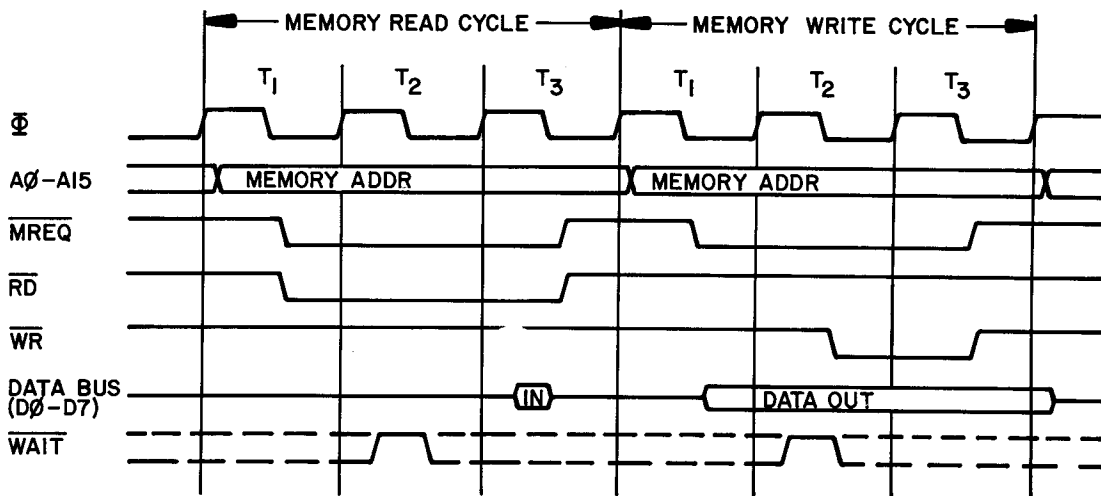 MEMORY READ CYCLE MEMORY WRITE CYCLE
T1 T2 T3 T1 T2 T3
Φ
AØ-A15 MEMORY ADDR MEMORY ADDR
MREQ
RD
WR
DATA BUS
(DØ-D7) IN DATA OUT
WAIT